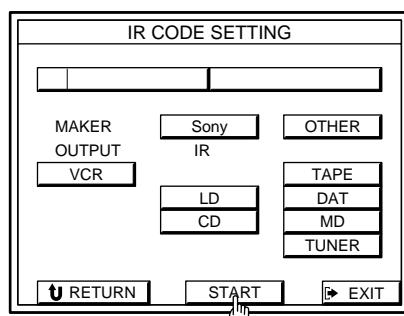 IR CODE SETTING
MAKER Sony OTHER
OUTPUT IR
VCR TAPE
LD DAT
CD MD
TUNER
RETURN START EXIT